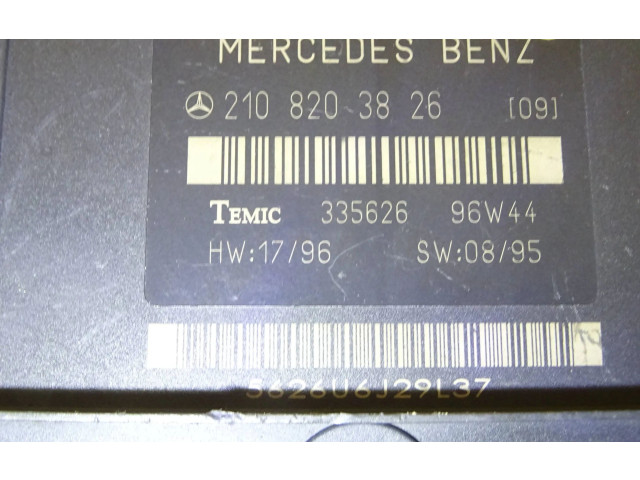 MERCEDES BENZ
210 820 38 26 [09]
TEMIC 335626 96W44
HW:17/96 SW:08/95
5626U6J29L37